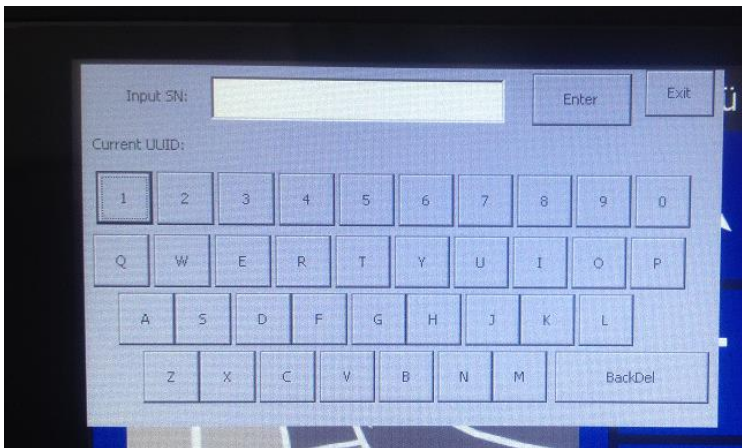 Input SN: Enter Exit
ü
Current UUID:
1 2 3 4 5 6 7 8 9 0
Q W E R T Y U I O P
A S D F G H J K L
Z X C V B N M BackDel